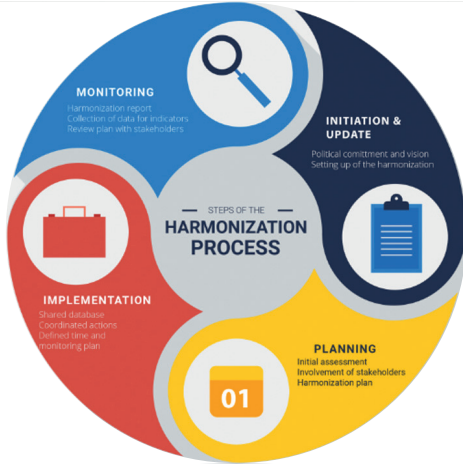 STEPS OF THE
HARMONIZATION
PROCESS
INITIATION &
UPDATE
Political comittment and vision
Setting up of the harmonization
PLANNING
Initial assessment
Involvement of stakeholders
Harmonization plan
01
IMPLEMENTATION
Shared database
Coordinated actions
Defined time and
monitoring plan
MONITORING
Harmonization report
Collection of data for indicators
Review plan with stakeholders